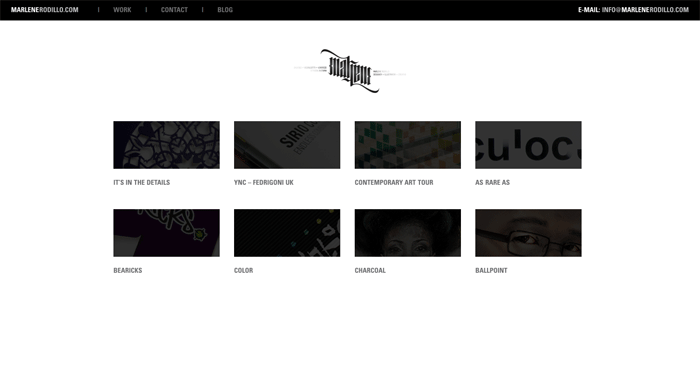 MARLENERODILLO.COM | WORK | CONTACT | BLOG E-MAIL: INFO@MARLENERODILLO.COM
IT'S IN THE DETAILS YNC – FEDRIGONI UK CONTEMPORARY ART TOUR AS RARE AS
BEARICKS COLOR CHARCOAL BALLPOINT